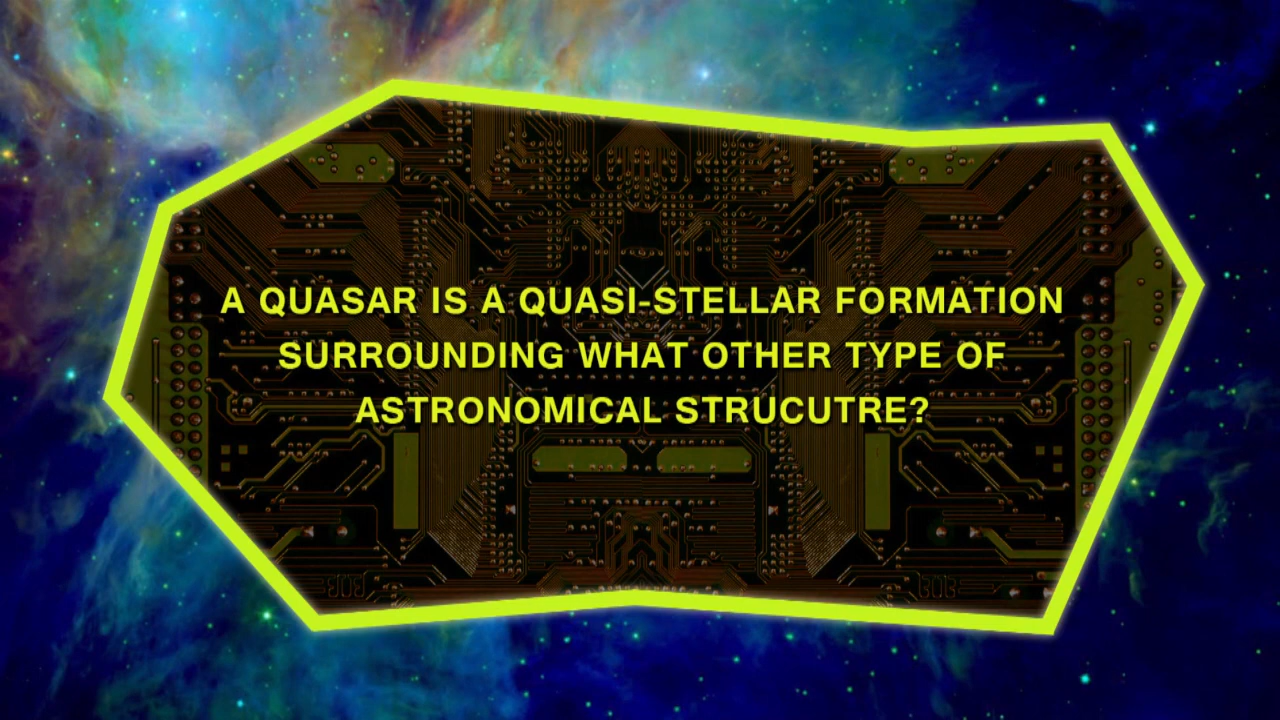 A QUASAR IS A QUASI-STELLAR FORMATION
SURROUNDING WHAT OTHER TYPE OF
ASTRONOMICAL STRUCUTRE?